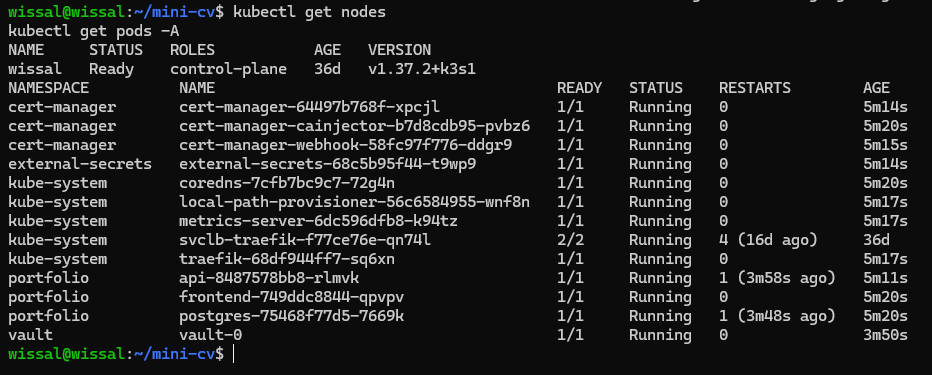 wissal@wissal:~/mini-cv$ kubectl get nodes
kubectl get pods -A
NAME     STATUS   ROLES           AGE   VERSION
wissal   Ready    control-plane   36d   v1.37.2+k3s1
NAMESPACE          NAME                                       READY   STATUS    RESTARTS        AGE
cert-manager       cert-manager-64497b768f-xpcjl              1/1     Running   0               5m14s
cert-manager       cert-manager-cainjector-b7d8cdb95-pvbz6    1/1     Running   0               5m20s
cert-manager       cert-manager-webhook-58fc97f776-ddgr9      1/1     Running   0               5m15s
external-secrets   external-secrets-68c5b95f44-t9wp9          1/1     Running   0               5m14s
kube-system        coredns-7cfb7bc9c7-72g4n                   1/1     Running   0               5m20s
kube-system        local-path-provisioner-56c6584955-wnf8n    1/1     Running   0               5m17s
kube-system        metrics-server-6dc596dfb8-k94tz            1/1     Running   0               5m17s
kube-system        svclb-traefik-f77ce76e-qn74l               2/2     Running   4 (16d ago)     36d
kube-system        traefik-68df944ff7-sq6xn                   1/1     Running   0               5m17s
portfolio          api-8487578bb8-rlmvk                       1/1     Running   1 (3m58s ago)   5m11s
portfolio          frontend-749ddc8844-qpvpv                  1/1     Running   0               5m20s
portfolio          postgres-75468f77d5-7669k                  1/1     Running   1 (3m48s ago)   5m20s
vault              vault-0                                    1/1     Running   0               3m50s
wissal@wissal:~/mini-cv$